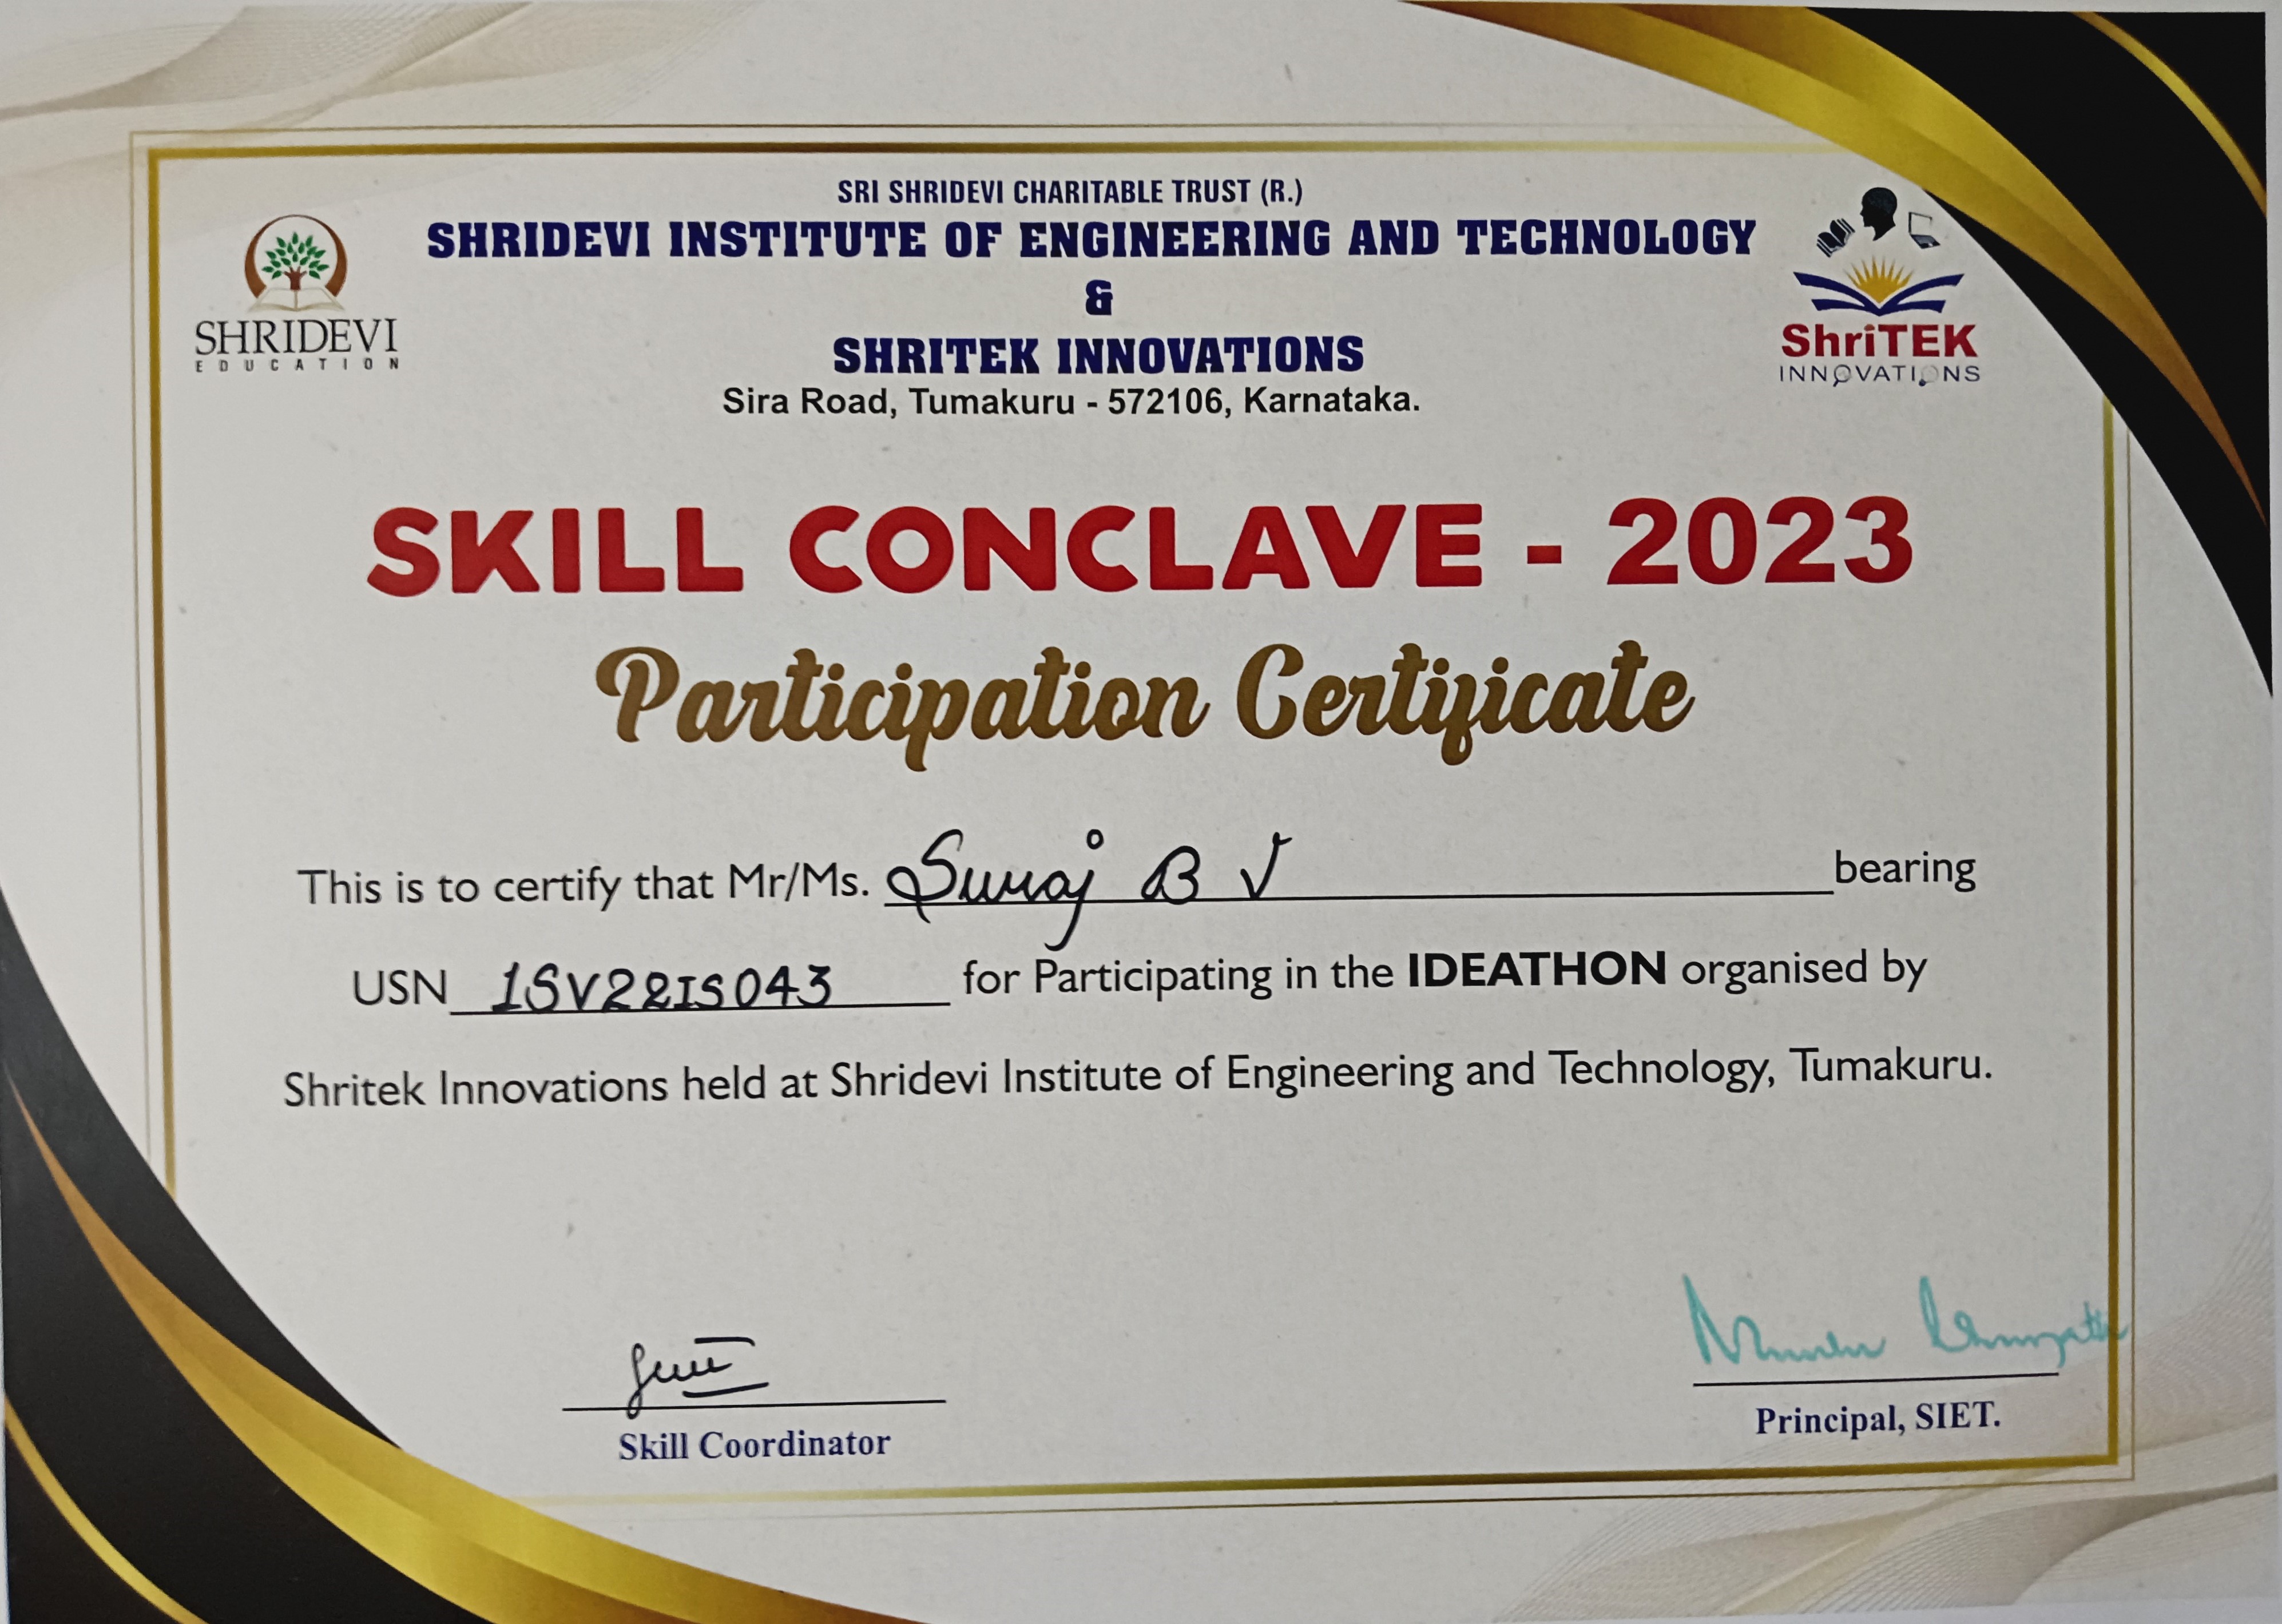 SRI SHRIDEVI CHARITABLE TRUST (R.)
SHRIDEVI INSTITUTE OF ENGINEERING AND TECHNOLOGY
&
SHRITEK INNOVATIONS
Sira Road, Tumakuru - 572106, Karnataka.
SHRIDEVI
EDUCATION
ShriTEK
INNOVATIONS
SKILL CONCLAVE - 2023
Participation Certificate
This is to certify that Mr/Ms. Suraj B V bearing
USN 1SV22IS043 for Participating in the IDEATHON organised by
Shritek Innovations held at Shridevi Institute of Engineering and Technology, Tumakuru.
Skill Coordinator
Principal, SIET.